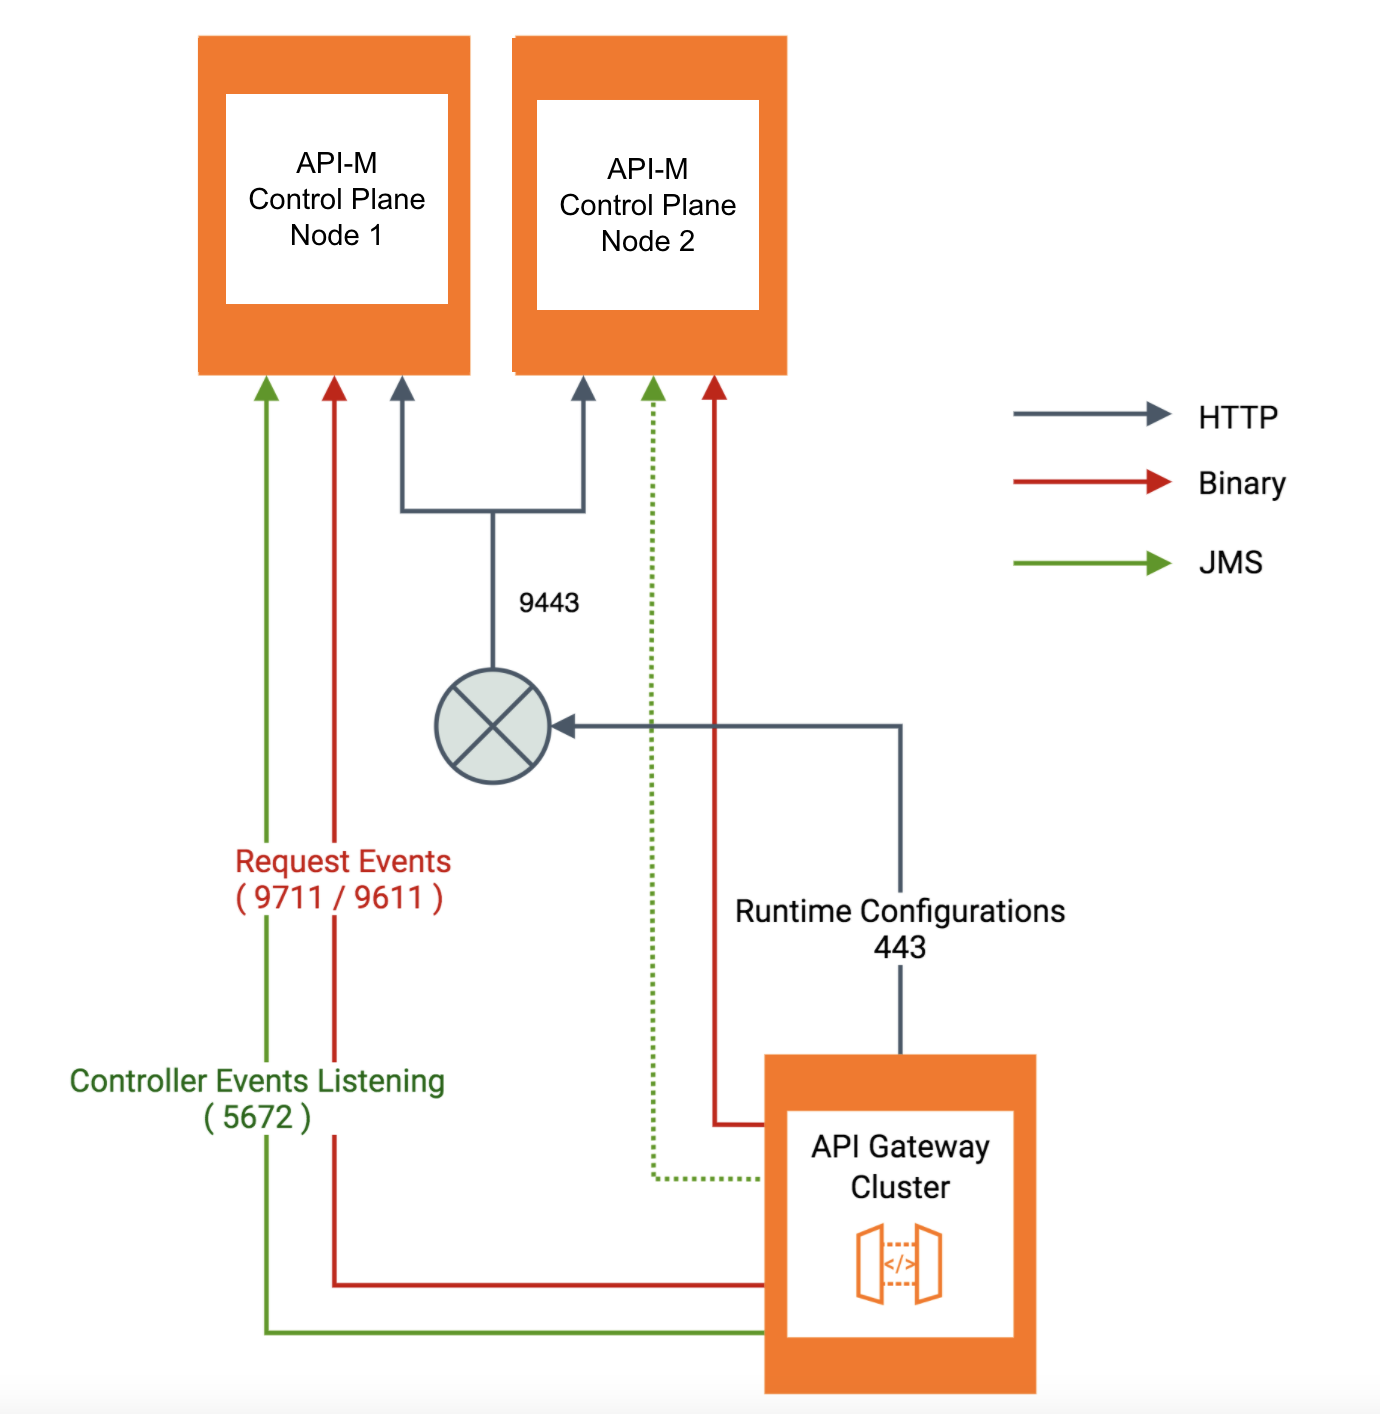 API-M
Control Plane
Node 1
API-M
Control Plane
Node 2
HTTP
Binary
JMS
9443
Request Events
( 9711 / 9611 )
Runtime Configurations
443
Controller Events Listening
( 5672 )
API Gateway
Cluster
</>